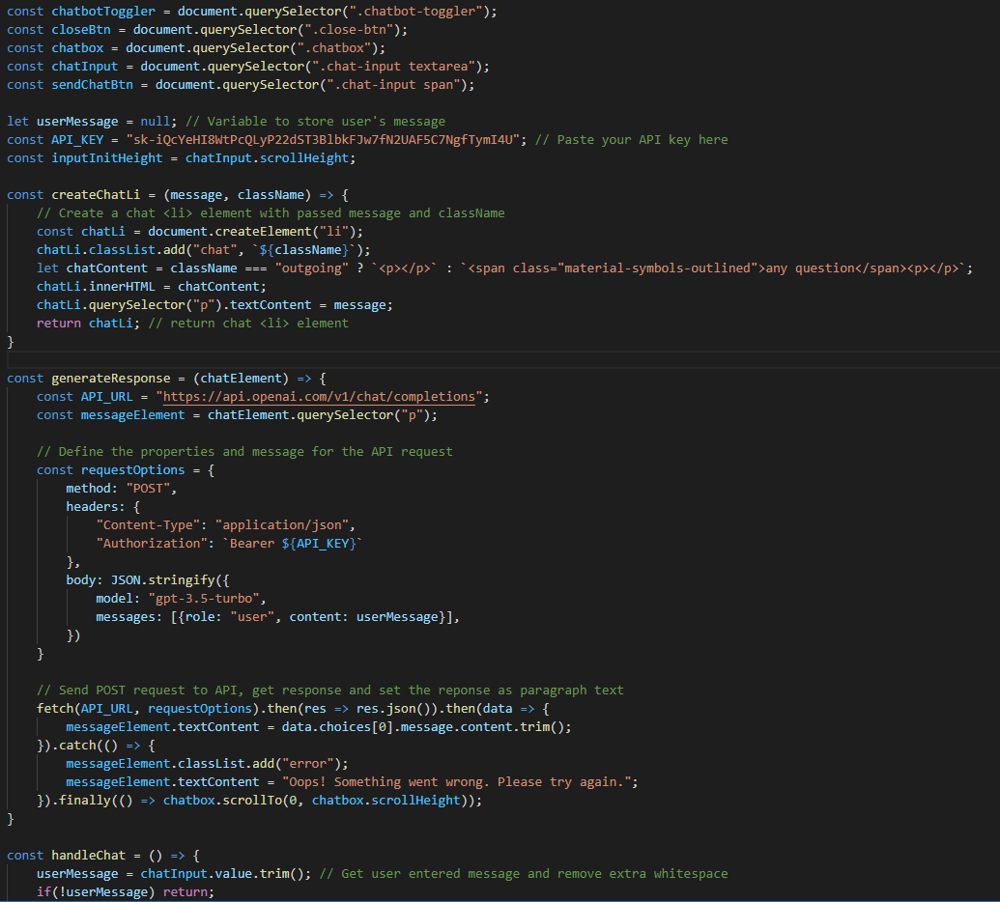 const chatbotToggler = document.querySelector(".chatbot-toggler");
const closeBtn = document.querySelector(".close-btn");
const chatbox = document.querySelector(".chatbox");
const chatInput = document.querySelector(".chat-input textarea");
const sendChatBtn = document.querySelector(".chat-input span");
let userMessage = null; // Variable to store user's message
const API_KEY = "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"; // Paste your API key here
const inputInitHeight = chatInput.scrollHeight;
const createChatLi = (message, className) => {
    // Create a chat <li> element with passed message and className
    const chatLi = document.createElement("li");
    chatLi.classList.add("chat", `${className}`);
    let chatContent = className === "outgoing" ? `<p></p>` : `<span class="material-symbols-outlined">any question</span><p></p>`;
    chatLi.innerHTML = chatContent;
    chatLi.querySelector("p").textContent = message;
    return chatLi; // return chat <li> element
}
const generateResponse = (chatElement) => {
    const API_URL = "https://api.openai.com/v1/chat/completions";
    const messageElement = chatElement.querySelector("p");
    // Define the properties and message for the API request
    const requestOptions = {
        method: "POST",
        headers: {
            "Content-Type": "application/json",
            "Authorization": `Bearer ${API_KEY}`
        },
        body: JSON.stringify({
            model: "gpt-3.5-turbo",
            messages: [{role: "user", content: userMessage}],
        })
    }
    // Send POST request to API, get response and set the reponse as paragraph text
    fetch(API_URL, requestOptions).then(res => res.json()).then(data => {
        messageElement.textContent = data.choices[0].message.content.trim();
    }).catch(() => {
        messageElement.classList.add("error");
        messageElement.textContent = "Oops! Something went wrong. Please try again.";
    }).finally(() => chatbox.scrollTo(0, chatbox.scrollHeight));
}
const handleChat = () => {
    userMessage = chatInput.value.trim(); // Get user entered message and remove extra whitespace
    if(!userMessage) return;